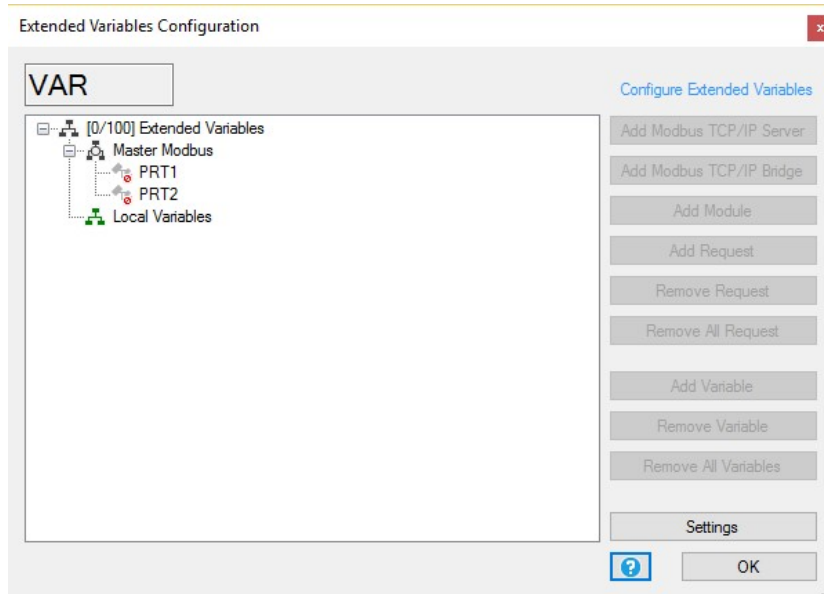 Extended Variables Configuration
x
VAR
Configure Extended Variables
[0/100] Extended Variables
Master Modbus
PRT1
PRT2
Local Variables
Add Modbus TCP/IP Server
Add Modbus TCP/IP Bridge
Add Module
Add Request
Remove Request
Remove All Request
Add Variable
Remove Variable
Remove All Variables
Settings
?
OK